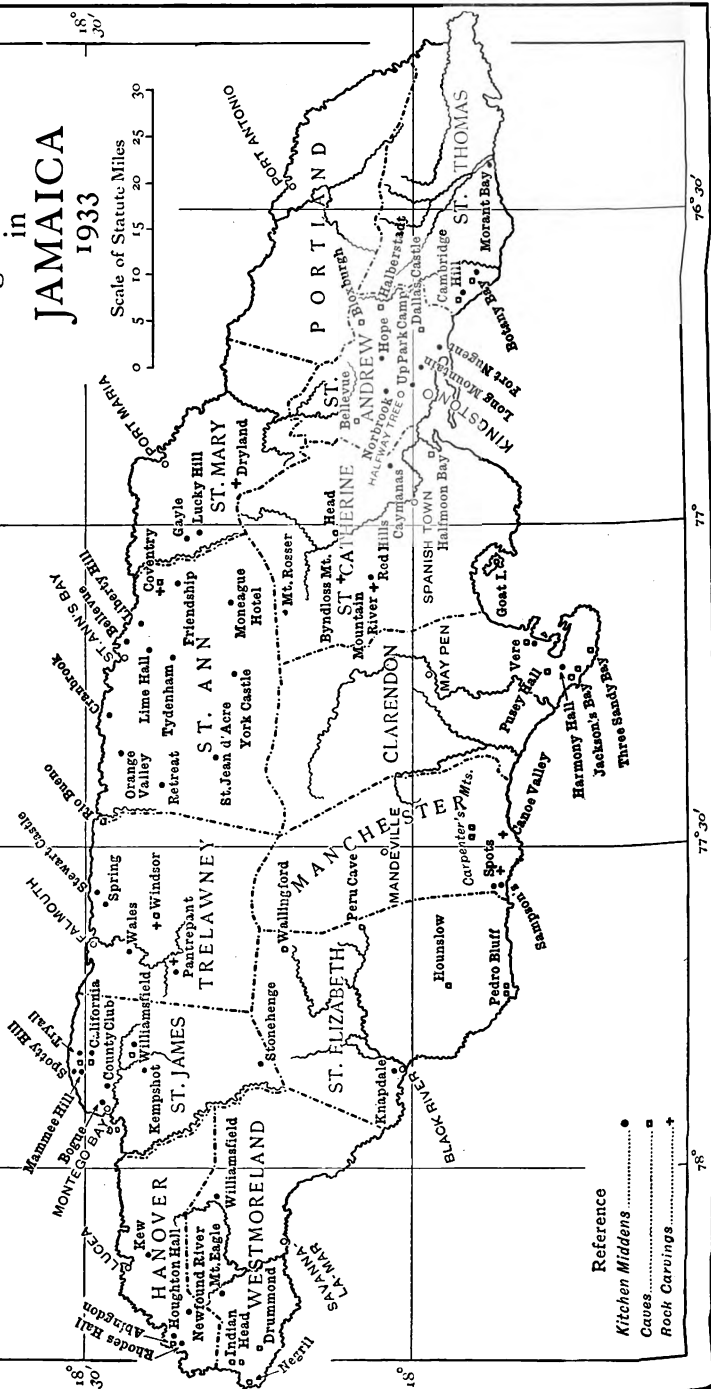 in
JAMAICA
1933
Scale of Statute Miles
0 5 10 15 20 25 30
18°
30′
18°
30′
18°
18°
78°
77° 30′
77°
76° 30′
LUCEA
Kew
HANOVER
Houghton Hall
Abingdon
Rhodes Hall
Newfound River
Mt. Eagle
Williamsfield
WESTMORELAND
Indian
Head
Drummond
Negril
SAVANNA-
LA-MAR
MONTEGO BAY
Bogue
Mammee Hill
Spotty Hill
Tryall
California
County Club
Williamsfield
Kempshot
ST. JAMES
Stonehenge
ST. ELIZABETH
Knapdale
BLACK RIVER
FALMOUTH
Stewart Castle
Spring
Wales
Windsor
Pantrepant
TRELAWNEY
Wallingford
Peru Cave
Hounslow
Pedro Bluff
MANCHESTER
MANDEVILLE
Carpenter's Mts.
Spots
Sampson's
Canoe Valley
Rio Bueno
Cranbrook
Orange
Valley
Retreat
Lime Hall
Tydenham
ST. ANN
St. Jean d'Acre
York Castle
ST. ANN'S BAY
Bellevue
Liberty Hill
Coventry
Friendship
Moneague
Hotel
Mt. Rosser
CLARENDON
MAY PEN
Pusey Hall
Vere
Harmony Hall
Jackson's Bay
Three Sandy Bay
Goat I.
PORT MARIA
Gayle
Lucky Hill
ST. MARY
Dryland
Byndloss Mt.
Head
ST. CATHERINE
Mountain
River
Red Hills
Caymanas
SPANISH TOWN
Halfmoon Bay
ST.
ANDREW
Bellevue
Norbrook
HALFWAY TREE
Hope
Up Park Camp
Bloxburgh
Halberstadt
Dallas Castle
KINGSTON
Long Mountain
Fort Nugent
Cambridge
Hill
Botany Bay
PORTLAND
PORT ANTONIO
ST. THOMAS
Morant Bay
Reference
Kitchen Middens
Caves
Rock Carvings